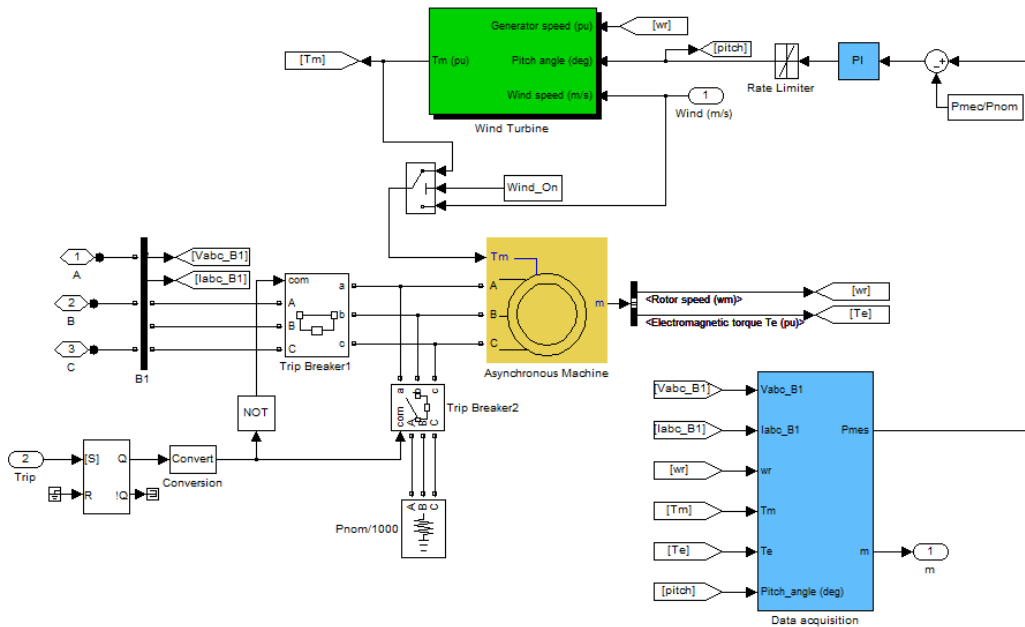 Generator speed (pu)
[wr]
[Tm]
Tm (pu)
Pitch angle (deg)
[pitch]
PI
_+
Rate Limiter
Wind speed (m/s)
1
Wind (m/s)
Pmec/Pnom
Wind Turbine
Wind_On
1
A
[Vabc_B1]
[Iabc_B1]
2
B
3
C
B1
com
A
B
C
a
b
c
Trip Breaker1
Tm
A
B
C
m
Asynchronous Machine
<Rotor speed (wm)>
[wr]
<Electromagnetic torque Te (pu)>
[Te]
a
b
c
com
A
B
C
Trip Breaker2
NOT
2
Trip
[S]
Q
R
!Q
Convert
Conversion
Pnom/1000
A
B
C
[Vabc_B1]
Vabc_B1
[Iabc_B1]
Iabc_B1
Pmes
[wr]
wr
[Tm]
Tm
[Te]
Te
m
1
m
[pitch]
Pitch_angle (deg)
Data acquisition